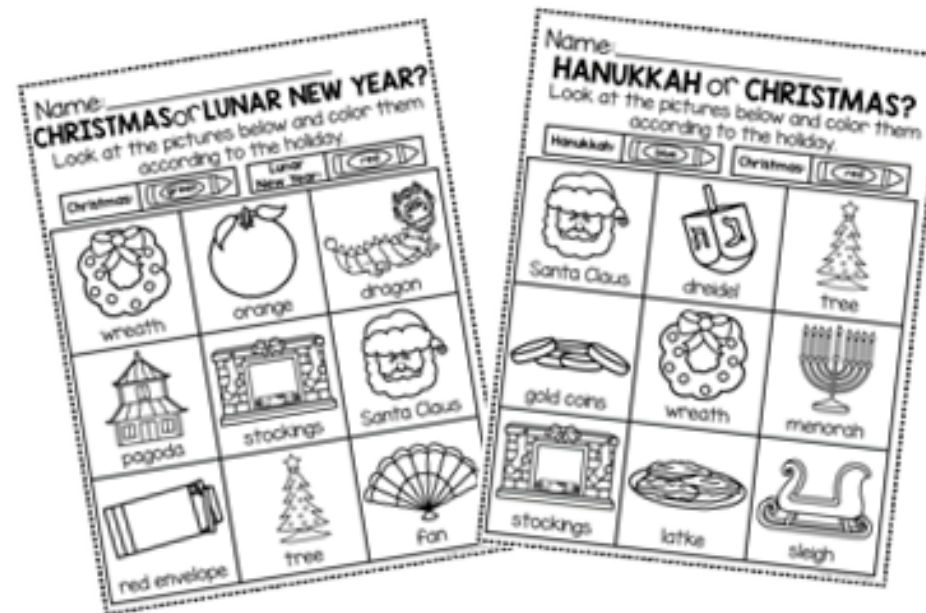 Name:
CHRISTMAS or LUNAR NEW YEAR?
Look at the pictures below and color them
according to the holiday.
Christmas:
green
Lunar
New Year:
red
wreath
orange
dragon
pagoda
stockings
Santa Claus
red envelope
tree
fan
Name:
HANUKKAH or CHRISTMAS?
Look at the pictures below and color them
according to the holiday.
Hanukkah:
blue
Christmas:
red
Santa Claus
dreidel
tree
gold coins
wreath
menorah
stockings
latke
sleigh